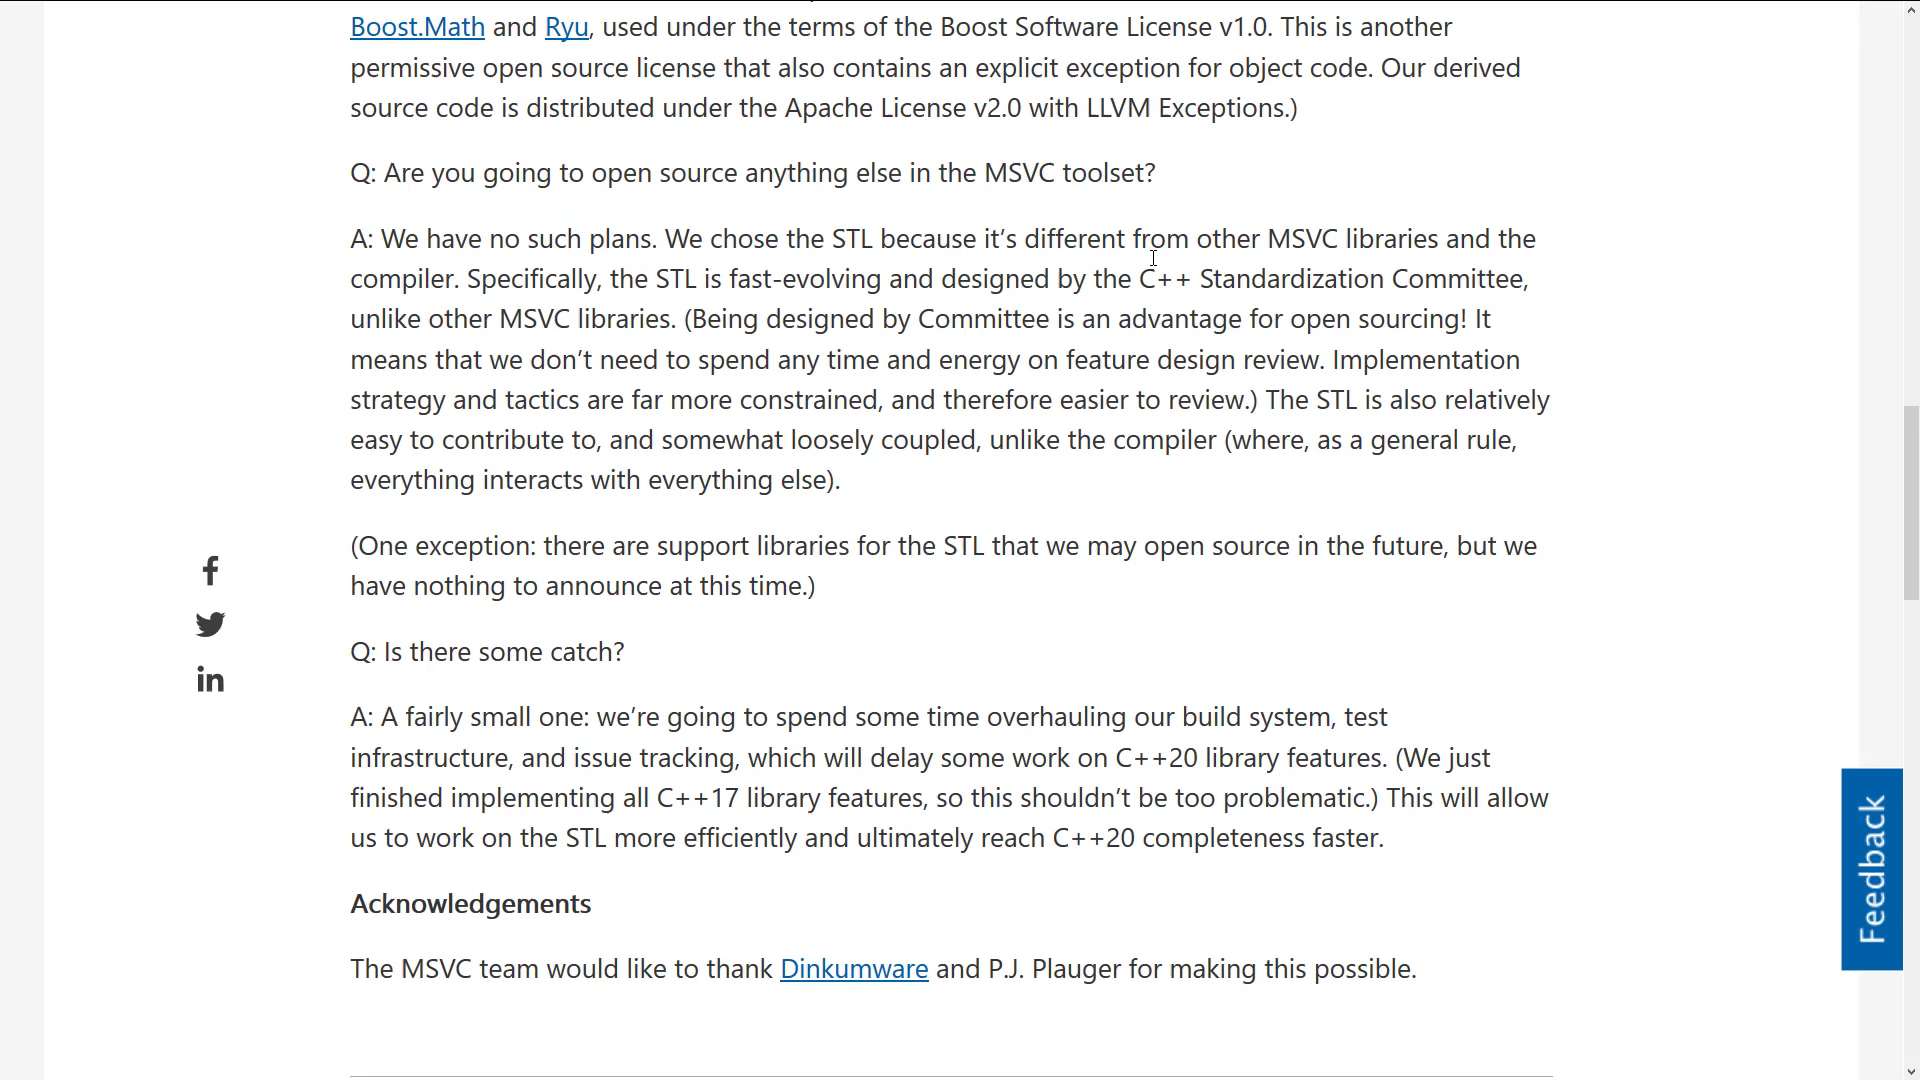 Boost.Math and Ryu, used under the terms of the Boost Software License v1.0. This is another
permissive open source license that also contains an explicit exception for object code. Our derived
source code is distributed under the Apache License v2.0 with LLVM Exceptions.)
Q: Are you going to open source anything else in the MSVC toolset?
A: We have no such plans. We chose the STL because it’s different from other MSVC libraries and the
compiler. Specifically, the STL is fast-evolving and designed by the C++ Standardization Committee,
unlike other MSVC libraries. (Being designed by Committee is an advantage for open sourcing! It
means that we don’t need to spend any time and energy on feature design review. Implementation
strategy and tactics are far more constrained, and therefore easier to review.) The STL is also relatively
easy to contribute to, and somewhat loosely coupled, unlike the compiler (where, as a general rule,
everything interacts with everything else).
(One exception: there are support libraries for the STL that we may open source in the future, but we
have nothing to announce at this time.)
Q: Is there some catch?
A: A fairly small one: we’re going to spend some time overhauling our build system, test
infrastructure, and issue tracking, which will delay some work on C++20 library features. (We just
finished implementing all C++17 library features, so this shouldn’t be too problematic.) This will allow
us to work on the STL more efficiently and ultimately reach C++20 completeness faster.
Acknowledgements
The MSVC team would like to thank Dinkumware and P.J. Plauger for making this possible.
Feedback